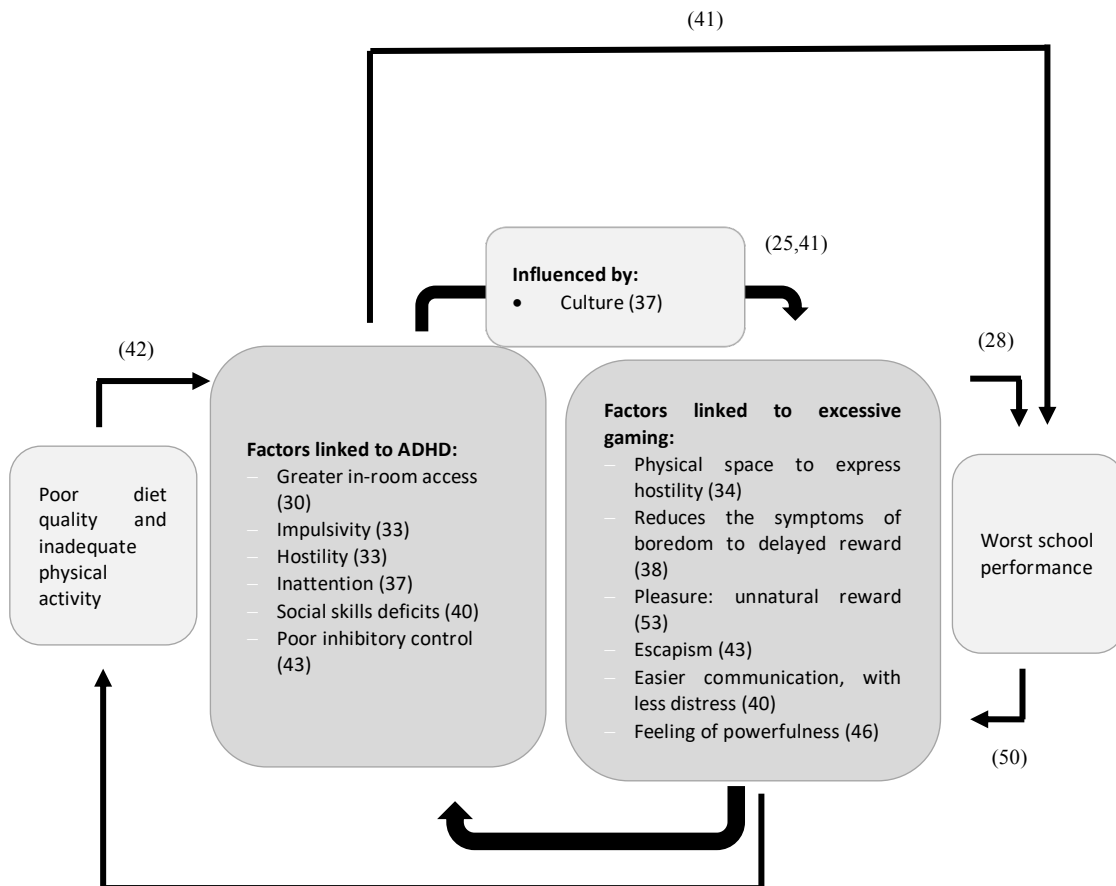 (41)
(25,41)
Influenced by:
• Culture (37)
(42)
(28)
Factors linked to ADHD:
– Greater in-room access
(30)
– Impulsivity (33)
– Hostility (33)
– Inattention (37)
– Social skills deficits (40)
– Poor inhibitory control
(43)
Factors linked to excessive
gaming:
– Physical space to express
hostility (34)
– Reduces the symptoms of
boredom to delayed reward
(38)
– Pleasure: unnatural reward
(53)
– Escapism (43)
– Easier communication, with
less distress (40)
– Feeling of powerfulness (46)
Poor diet
quality and
inadequate
physical
activity
Worst school
performance
(50)